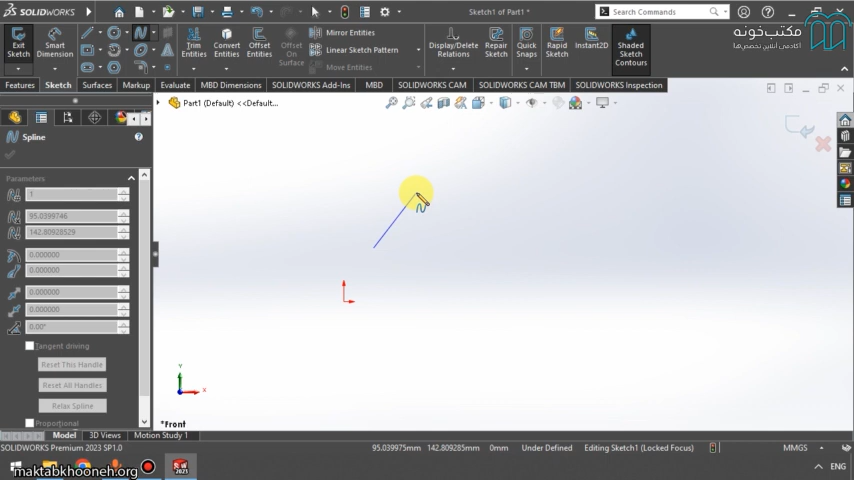 SOLIDWORKS
Sketch1 of Part1 *
Search Commands
مکتب‌خونه
آکادمی آنلاین تخصص‌ها
Exit Sketch
Smart Dimension
Trim Entities
Convert Entities
Offset Entities
Offset On Surface
Mirror Entities
Linear Sketch Pattern
Move Entities
Display/Delete Relations
Repair Sketch
Quick Snaps
Rapid Sketch
Instant2D
Shaded Sketch Contours
Features
Sketch
Surfaces
Markup
Evaluate
MBD Dimensions
SOLIDWORKS Add-Ins
MBD
SOLIDWORKS CAM
SOLIDWORKS CAM TBM
SOLIDWORKS Inspection
Part1 (Default) <<Default...
Spline
Parameters
1
95.0399746
142.80928529
0.000000
0.000000
0.000000
0.000000
0.00°
Tangent driving
Reset This Handle
Reset All Handles
Relax Spline
Proportional
Y
X
*Front
Model
3D Views
Motion Study 1
SOLIDWORKS Premium 2023 SP1.0
95.039975mm 142.809285mm 0mm Under Defined Editing Sketch1 (Locked Focus)
MMGS
maktabkhooneh.org
2023
ENG